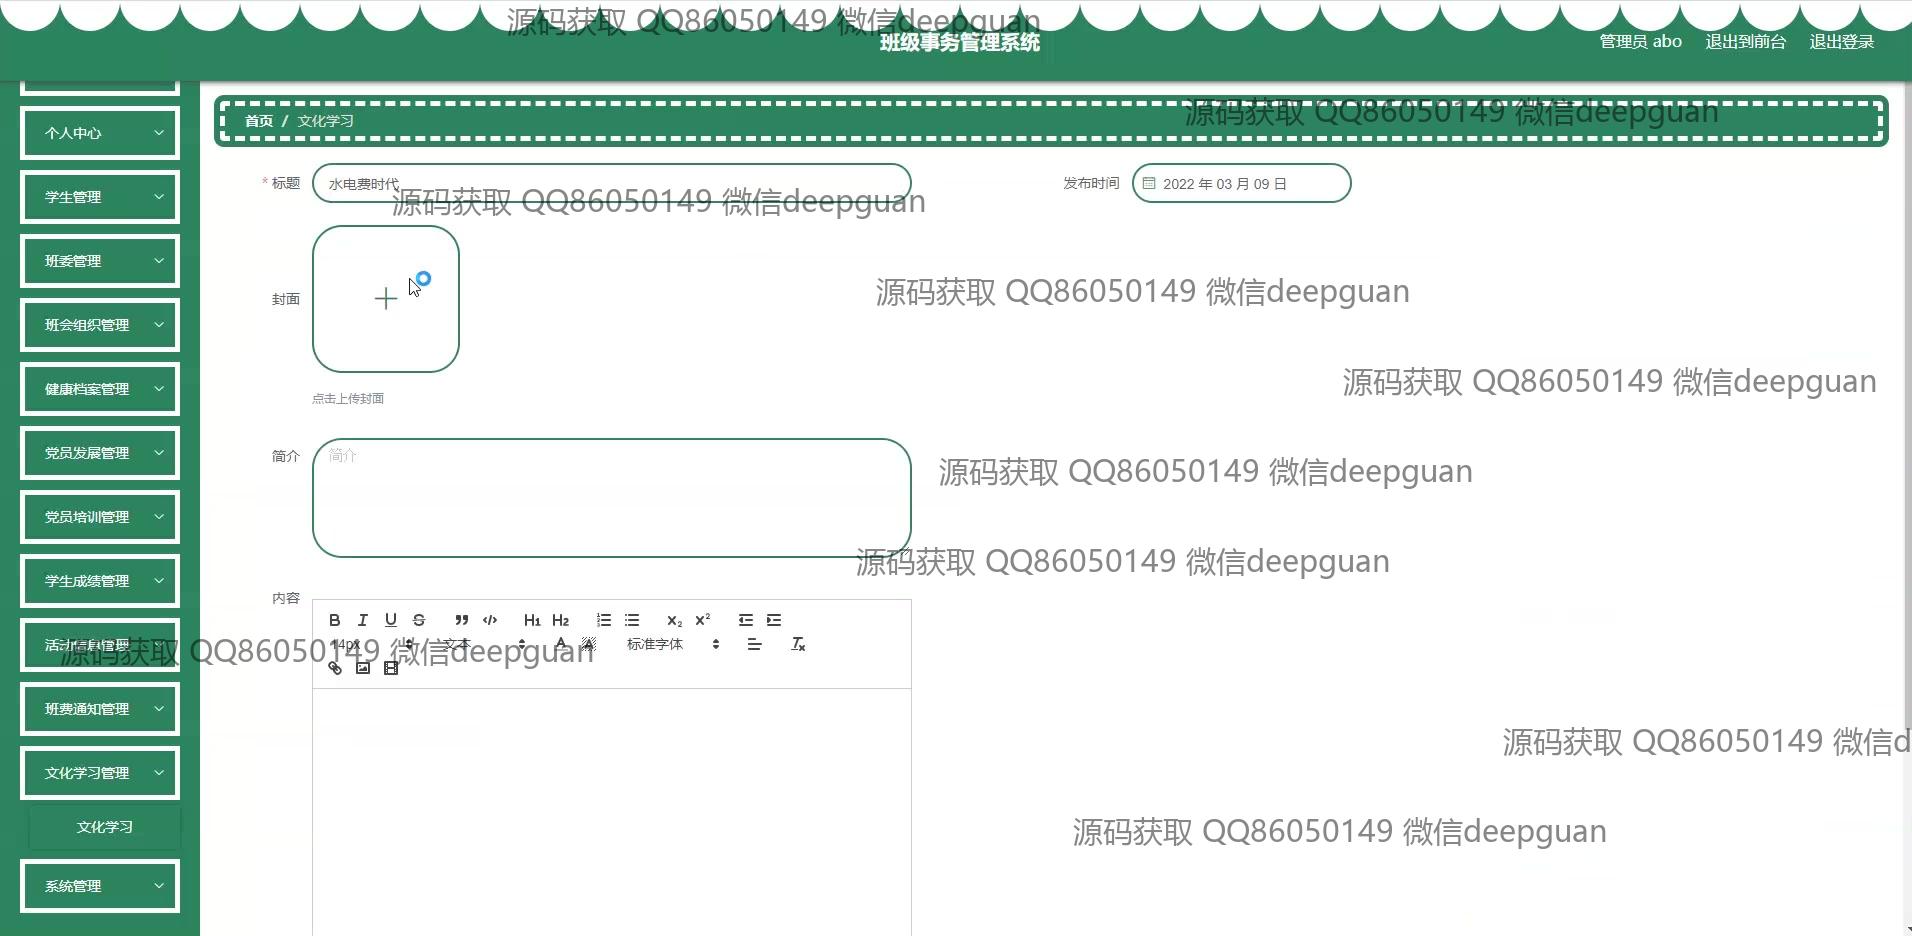 源码获取 QQ86050149 微信deepguan
班级事务管理系统
管理员 abo 退出到前台 退出登录
首页 / 文化学习
源码获取 QQ86050149 微信deepguan
个人中心
学生管理
班委管理
班会组织管理
健康档案管理
党员发展管理
党员培训管理
学生成绩管理
活动信息管理
班费通知管理
文化学习管理
文化学习
系统管理
* 标题 水电费时代
发布时间 2022 年 03 月 09 日
源码获取 QQ86050149 微信deepguan
源码获取 QQ86050149 微信deepguan
封面
点击上传封面
源码获取 QQ86050149 微信deepguan
简介 简介
源码获取 QQ86050149 微信deepguan
源码获取 QQ86050149 微信deepguan
内容
B I U S H1 H2 X2 X2
14px 文本 A A 标准字体 Tx
源码获取 QQ86050149 微信deepguan
源码获取 QQ86050149 微信d
源码获取 QQ86050149 微信deepguan